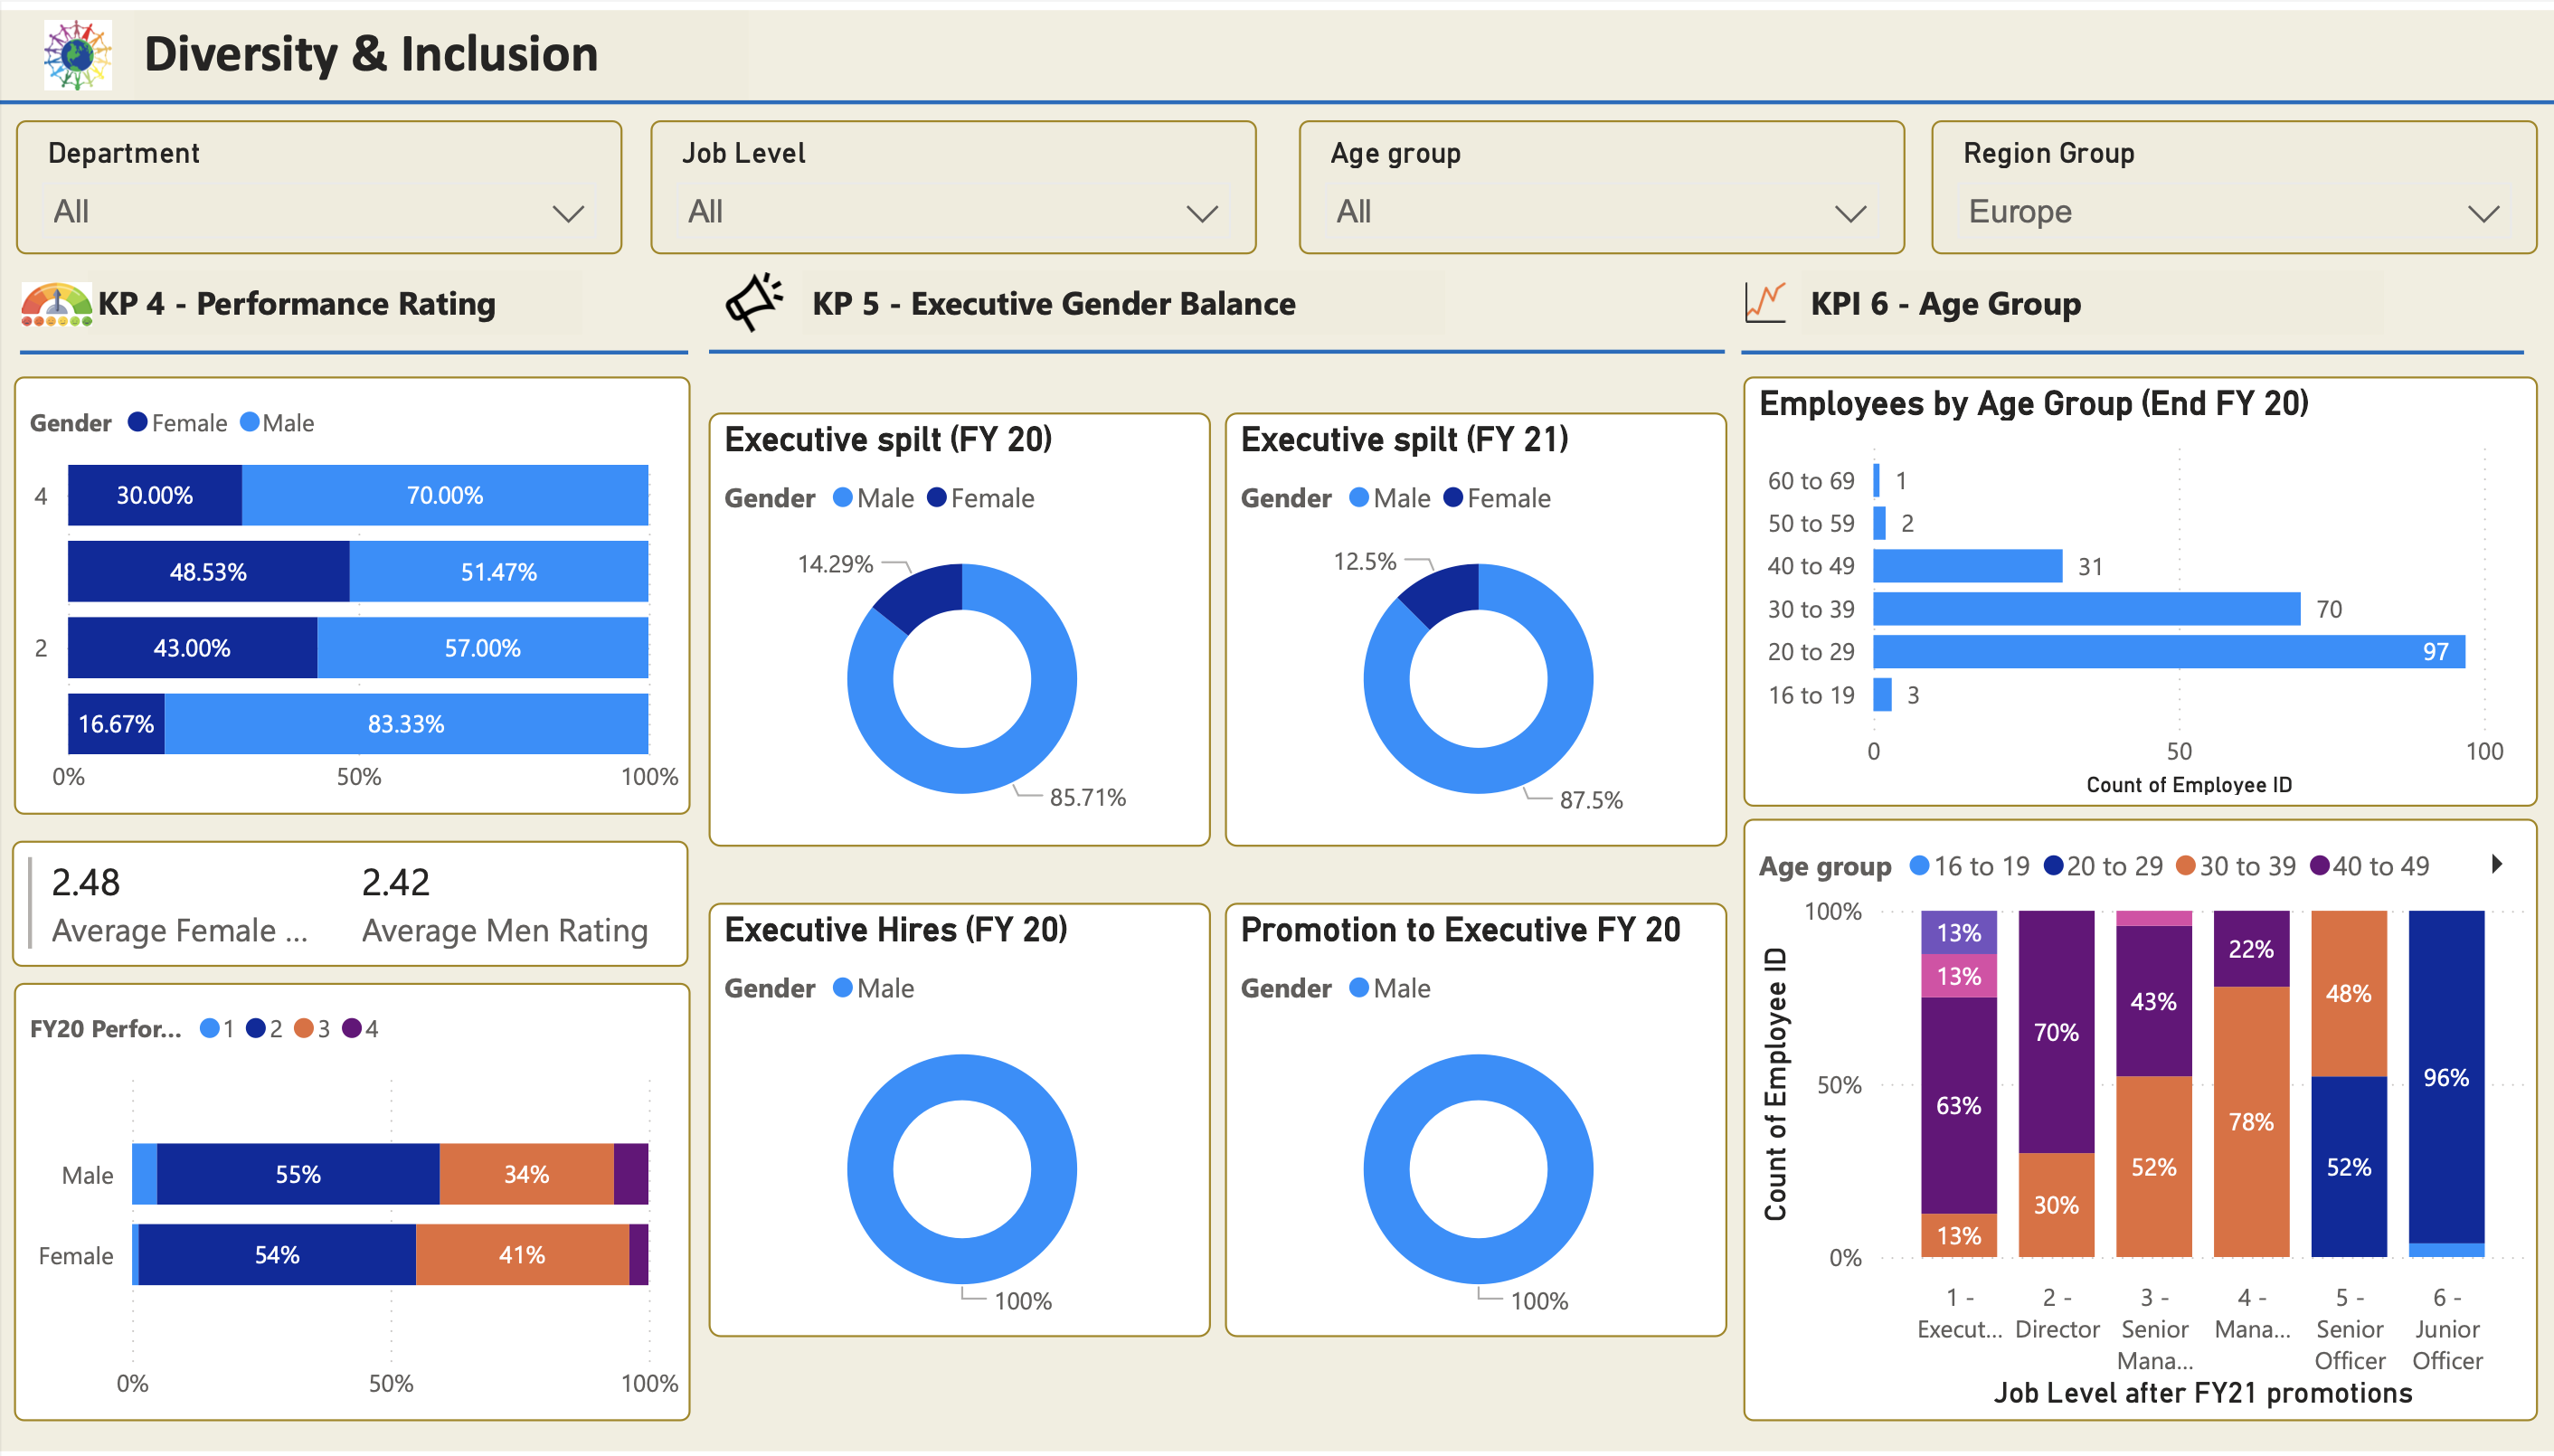 Diversity & Inclusion
Department
All
Job Level
All
Age group
All
Region Group
Europe
KP 4 - Performance Rating
KP 5 - Executive Gender Balance
KPI 6 - Age Group
Gender Female Male
4 30.00% 70.00%
48.53% 51.47%
2 43.00% 57.00%
16.67% 83.33%
0% 50% 100%
2.48 2.42
Average Female ... Average Men Rating
FY20 Perfor... 1 2 3 4
Male 55% 34%
Female 54% 41%
0% 50% 100%
Executive spilt (FY 20)
Gender Male Female
14.29%
85.71%
Executive spilt (FY 21)
Gender Male Female
12.5%
87.5%
Executive Hires (FY 20)
Gender Male
100%
Promotion to Executive FY 20
Gender Male
100%
Employees by Age Group (End FY 20)
60 to 69 1
50 to 59 2
40 to 49 31
30 to 39 70
20 to 29 97
16 to 19 3
0 50 100
Count of Employee ID
Age group 16 to 19 20 to 29 30 to 39 40 to 49
Count of Employee ID
100%
50%
0%
13% 13% 63% 13%
70% 30%
43% 52%
22% 78%
48% 52%
96%
1 - Execut...
2 - Director
3 - Senior Mana...
4 - Mana...
5 - Senior Officer
6 - Junior Officer
Job Level after FY21 promotions